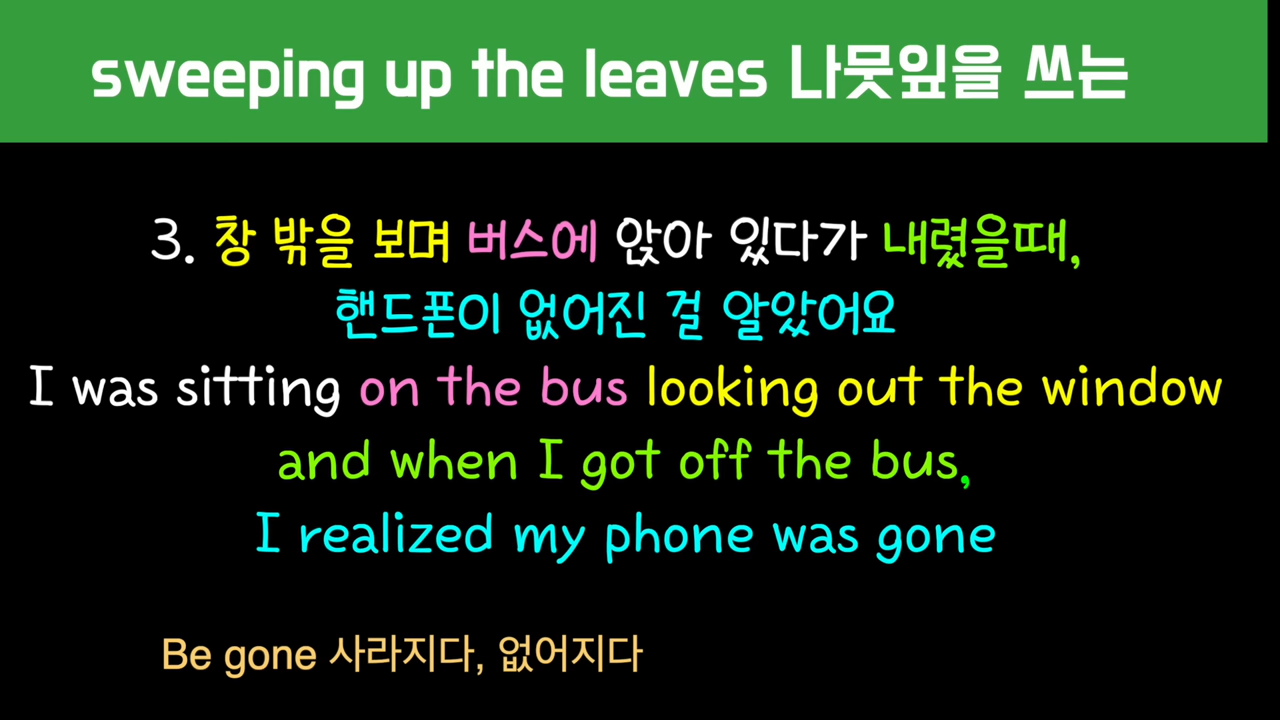 sweeping up the leaves 나뭇잎을 쓰는
3. 창 밖을 보며 버스에 앉아 있다가 내렸을때,
핸드폰이 없어진 걸 알았어요
I was sitting on the bus looking out the window
and when I got off the bus,
I realized my phone was gone
Be gone 사라지다, 없어지다